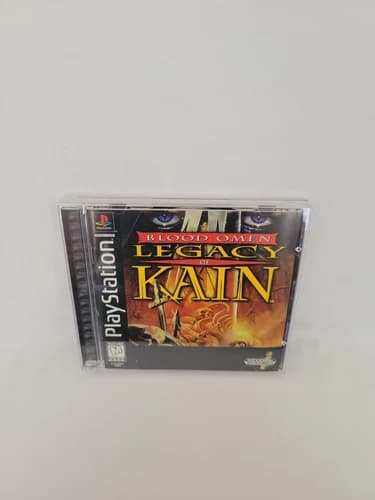 PlayStation
BLOOD OMEN
LEGACY
OF
KAIN